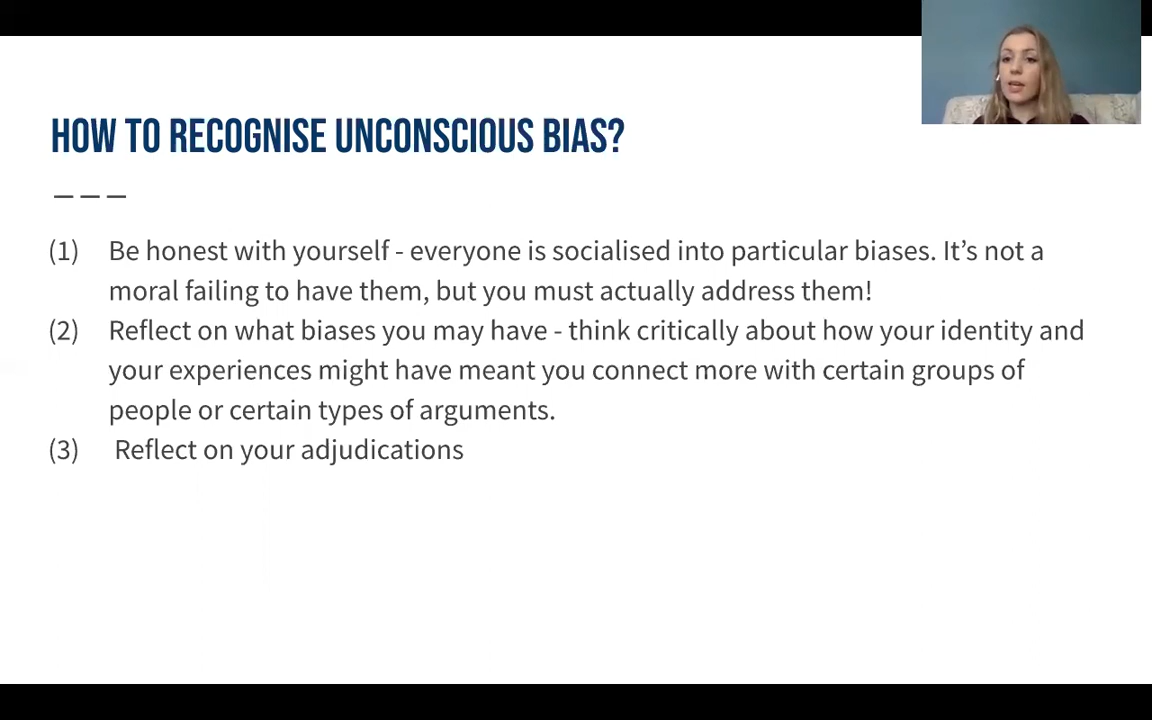 HOW TO RECOGNISE UNCONSCIOUS BIAS?
(1) Be honest with yourself - everyone is socialised into particular biases. It’s not a
moral failing to have them, but you must actually address them!
(2) Reflect on what biases you may have - think critically about how your identity and
your experiences might have meant you connect more with certain groups of
people or certain types of arguments.
(3) Reflect on your adjudications